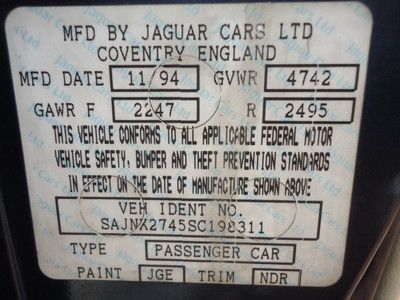 MFD BY JAGUAR CARS LTD
COVENTRY ENGLAND
MFD DATE 11 94 GVWR 4742
GAWR F 2247 R 2495
THIS VEHICLE CONFORMS TO ALL APPLICABLE FEDERAL MOTOR
VEHICLE SAFETY, BUMPER AND THEFT PREVENTION STANDARDS
IN EFFECT ON THE DATE OF MANUFACTURE SHOWN ABOVE
VEH IDENT NO.
SAJNX2745SC198311
TYPE PASSENGER CAR
PAINT JGE TRIM NDR